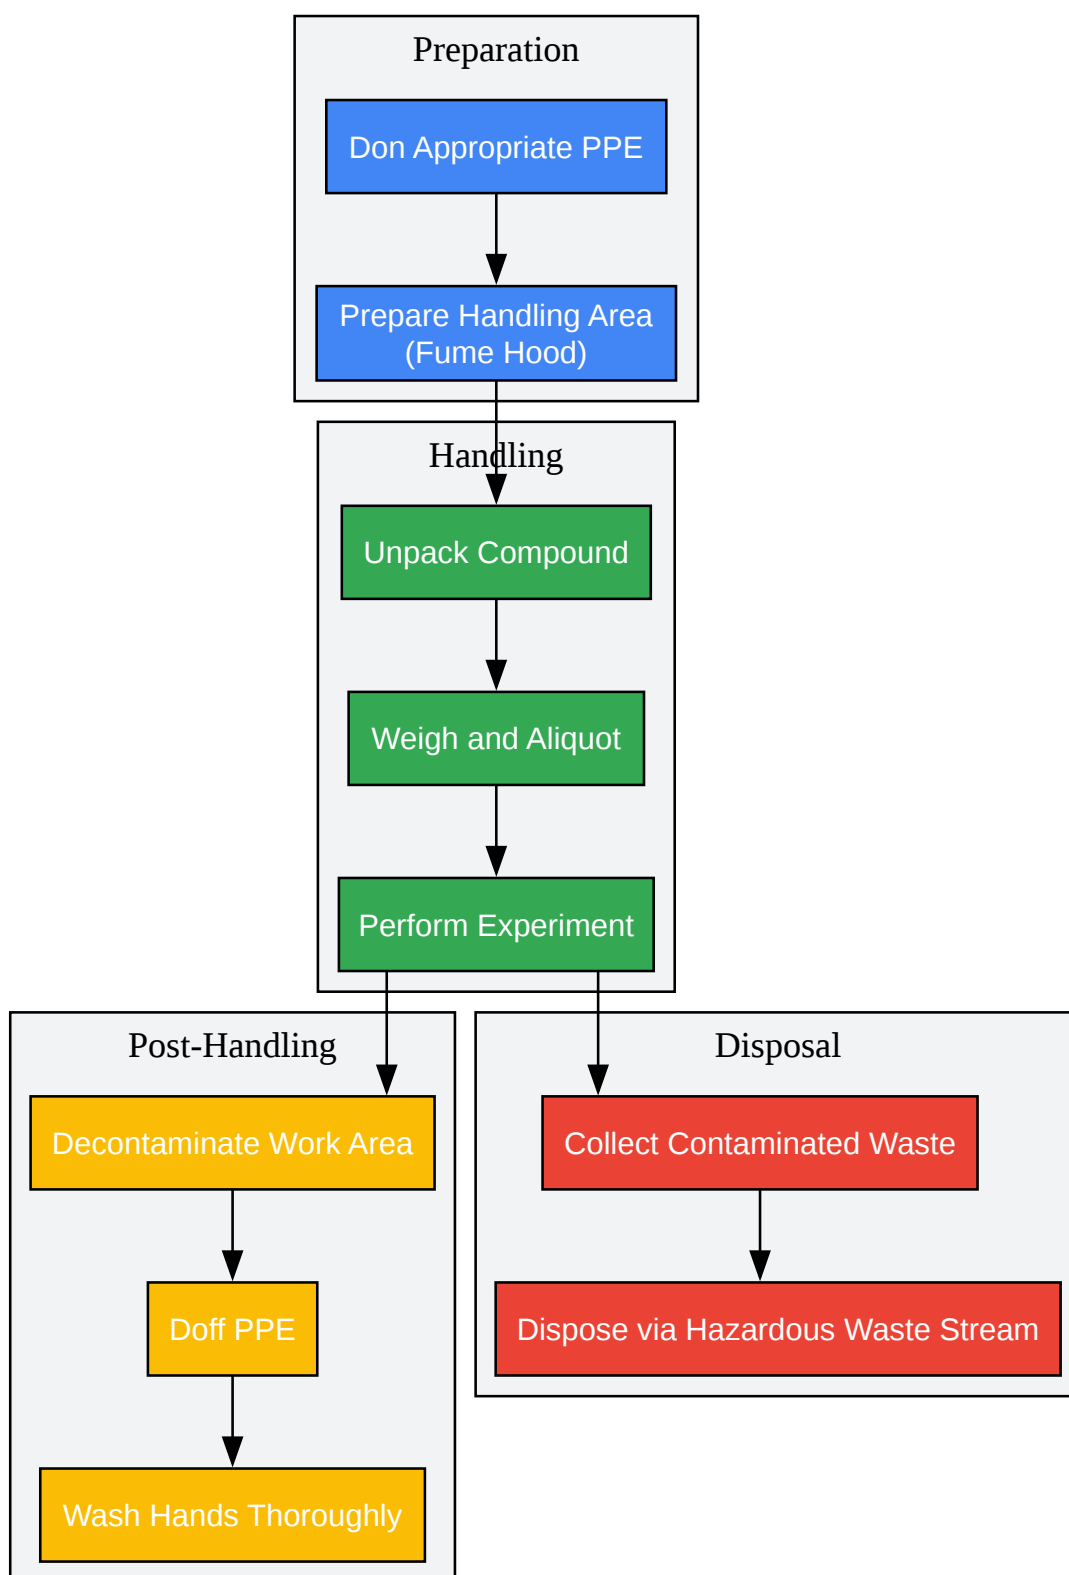 Preparation
Don Appropriate PPE
Prepare Handling Area
(Fume Hood)
Handling
Unpack Compound
Weigh and Aliquot
Perform Experiment
Post-Handling
Decontaminate Work Area
Doff PPE
Wash Hands Thoroughly
Disposal
Collect Contaminated Waste
Dispose via Hazardous Waste Stream